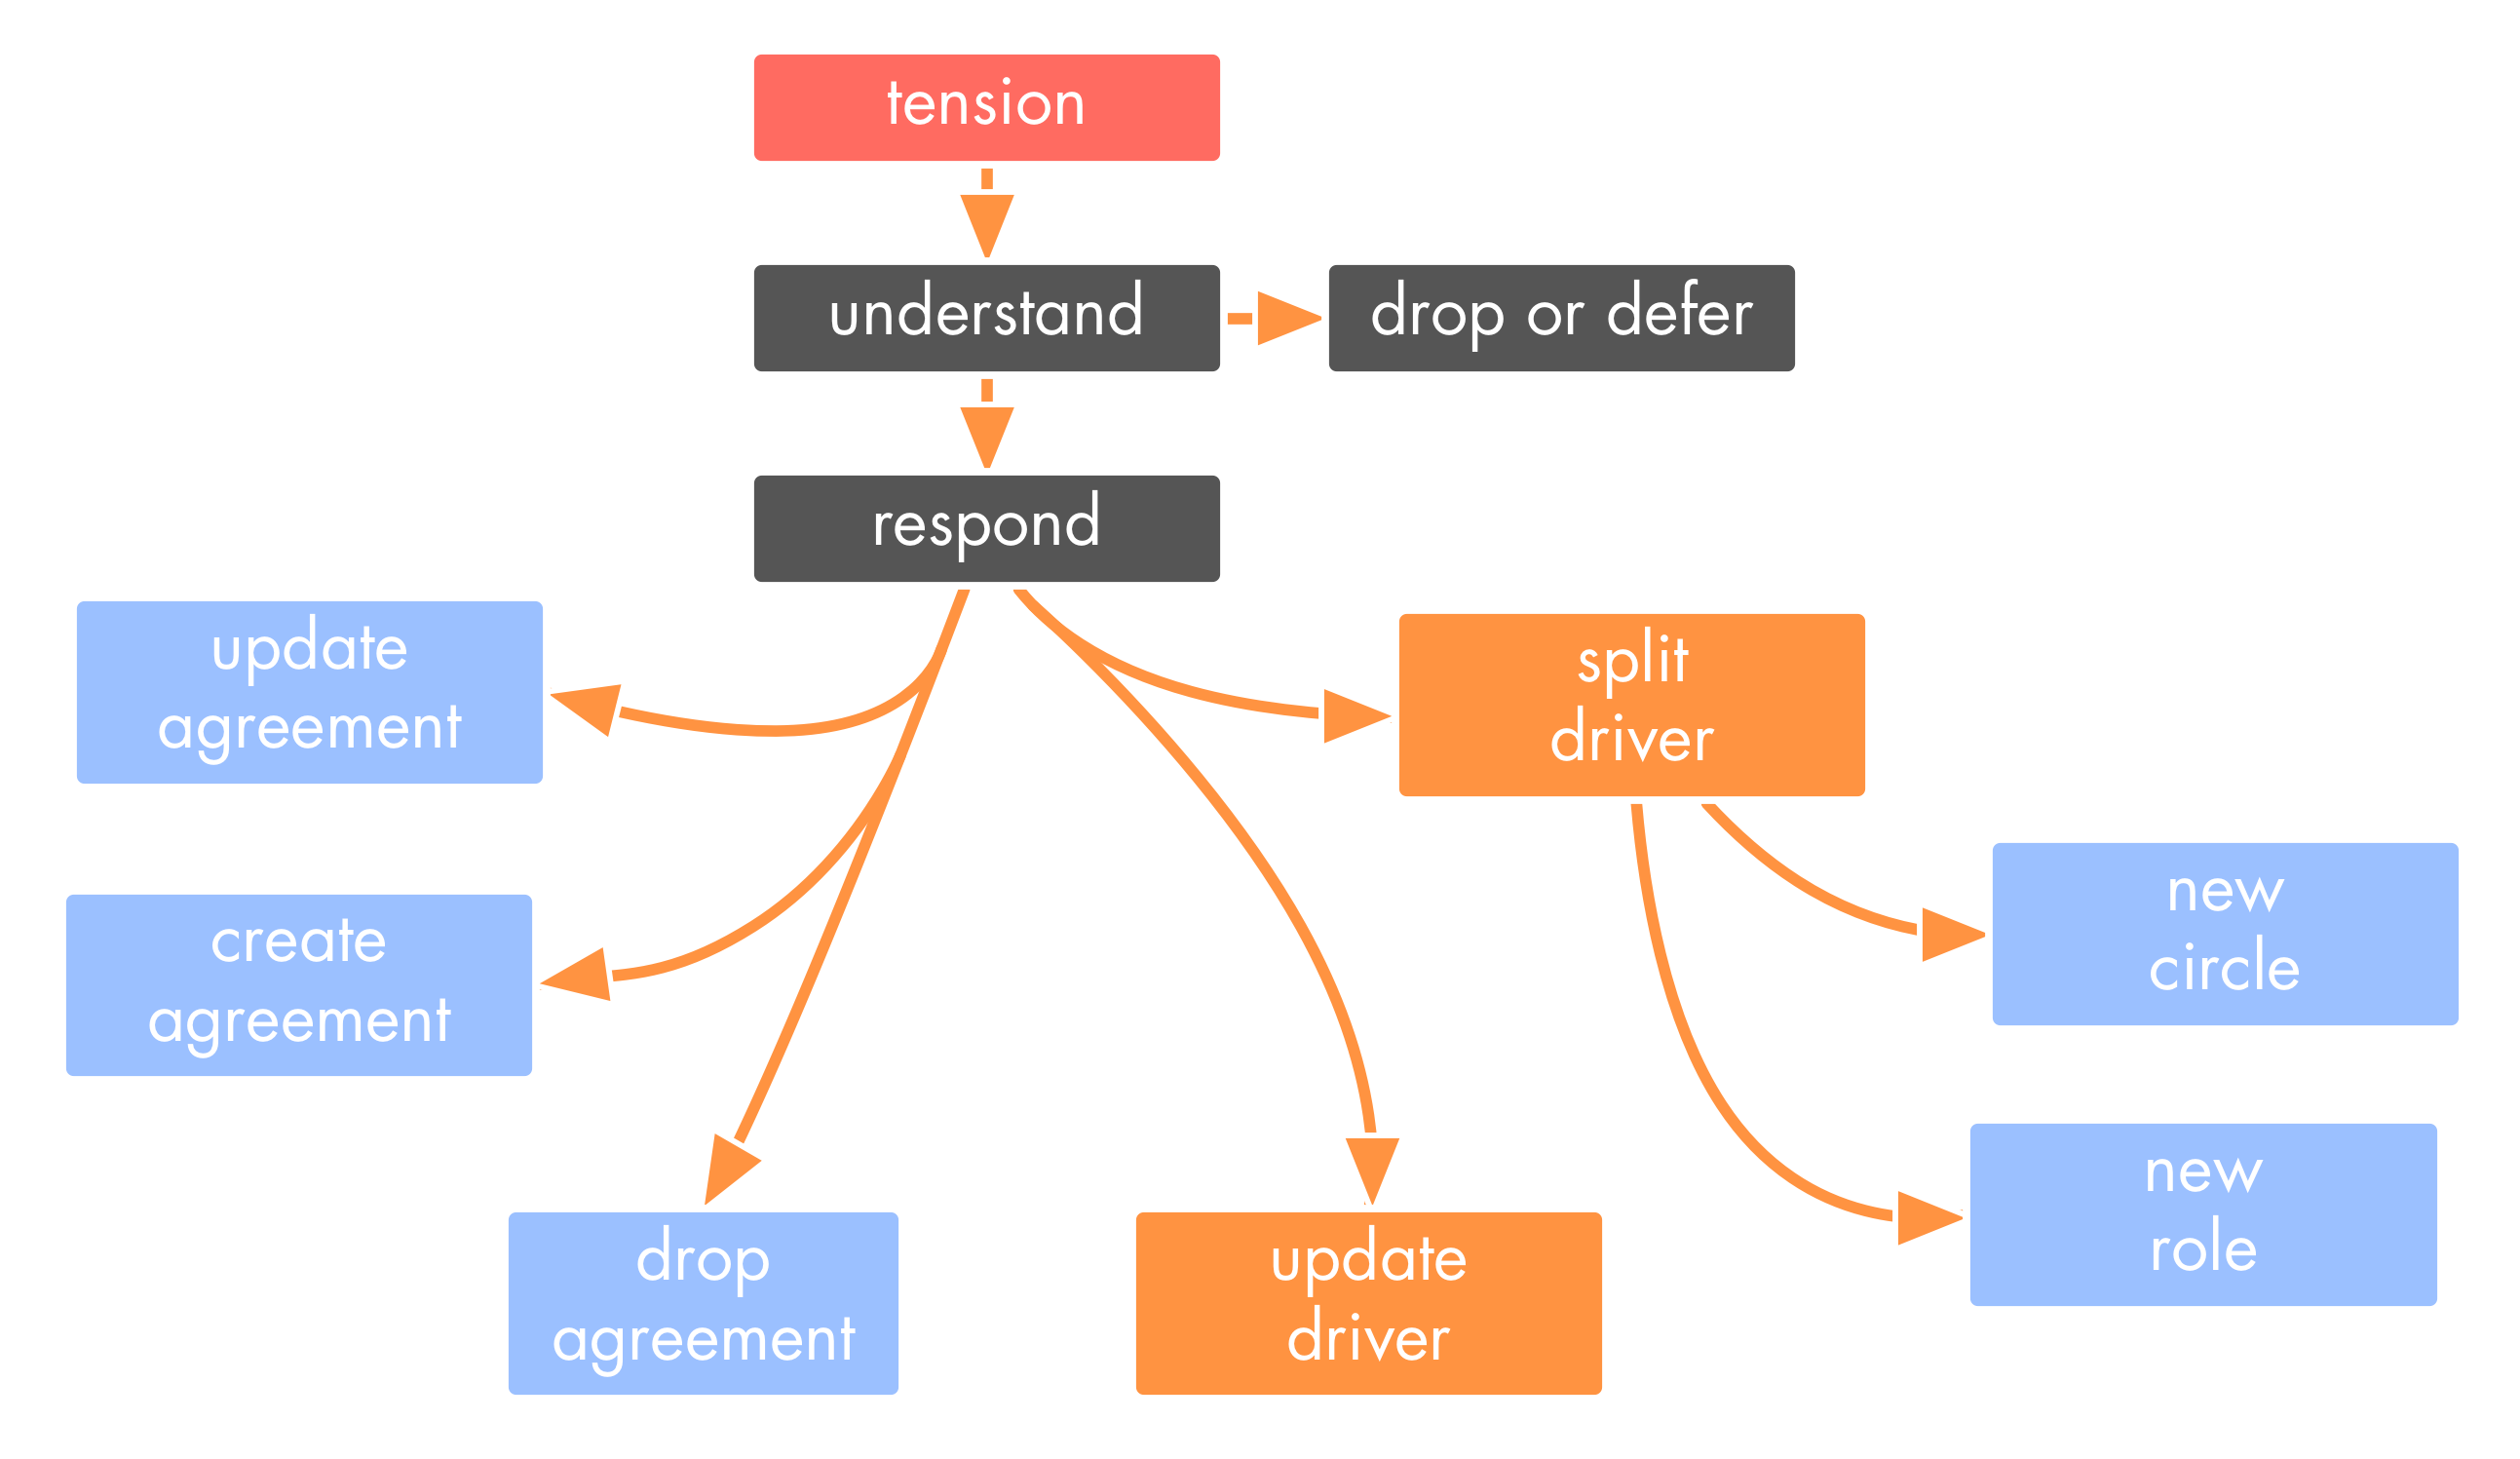 tension
understand
drop or defer
respond
update
agreement
split
driver
create
agreement
new
circle
drop
agreement
update
driver
new
role